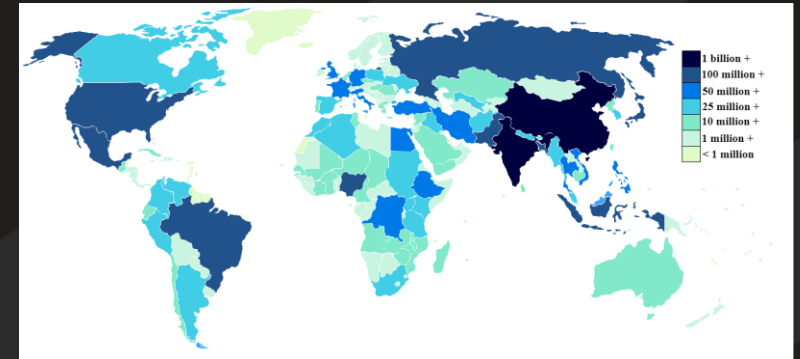 1 billion +
100 million +
50 million +
25 million +
10 million +
1 million +
< 1 million